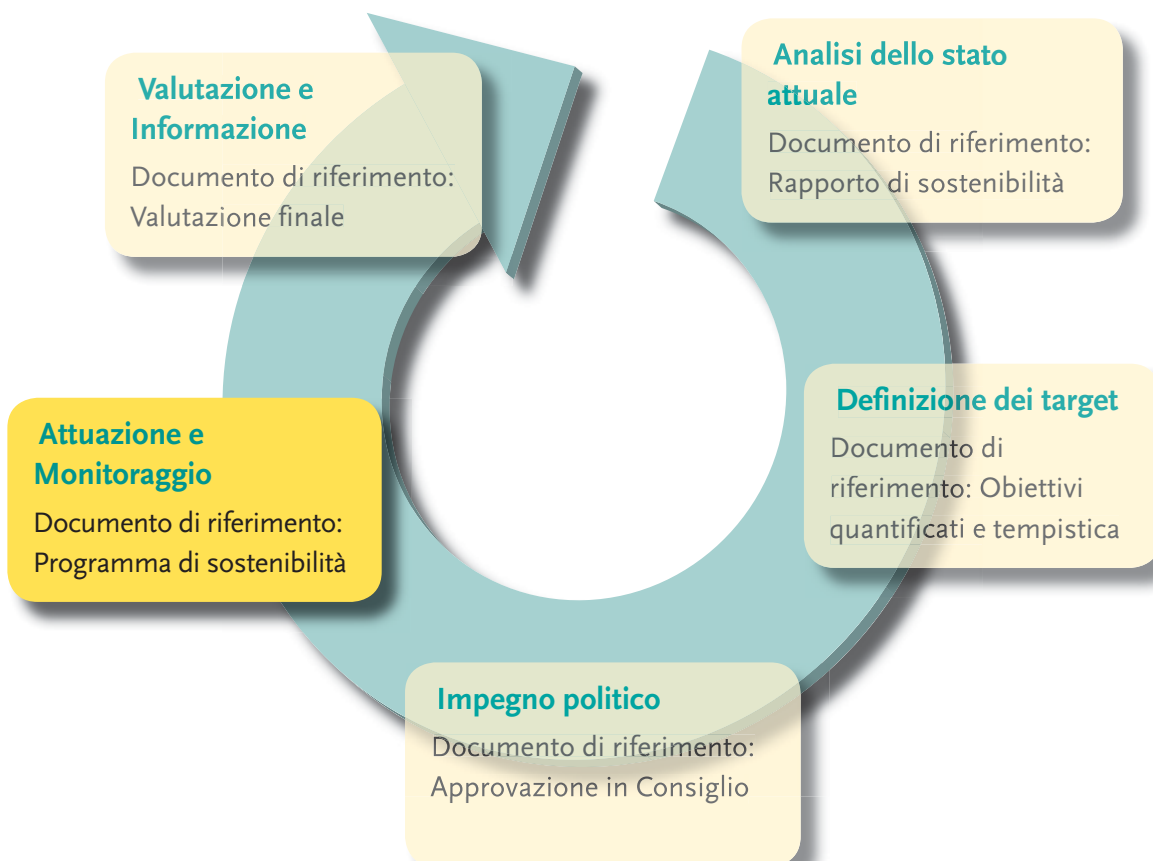 Valutazione e
Informazione
Documento di riferimento:
Valutazione finale
Analisi dello stato
attuale
Documento di riferimento:
Rapporto di sostenibilità
Definizione dei target
Documento di
riferimento: Obiettivi
quantificati e tempistica
Attuazione e
Monitoraggio
Documento di riferimento:
Programma di sostenibilità
Impegno politico
Documento di riferimento:
Approvazione in Consiglio